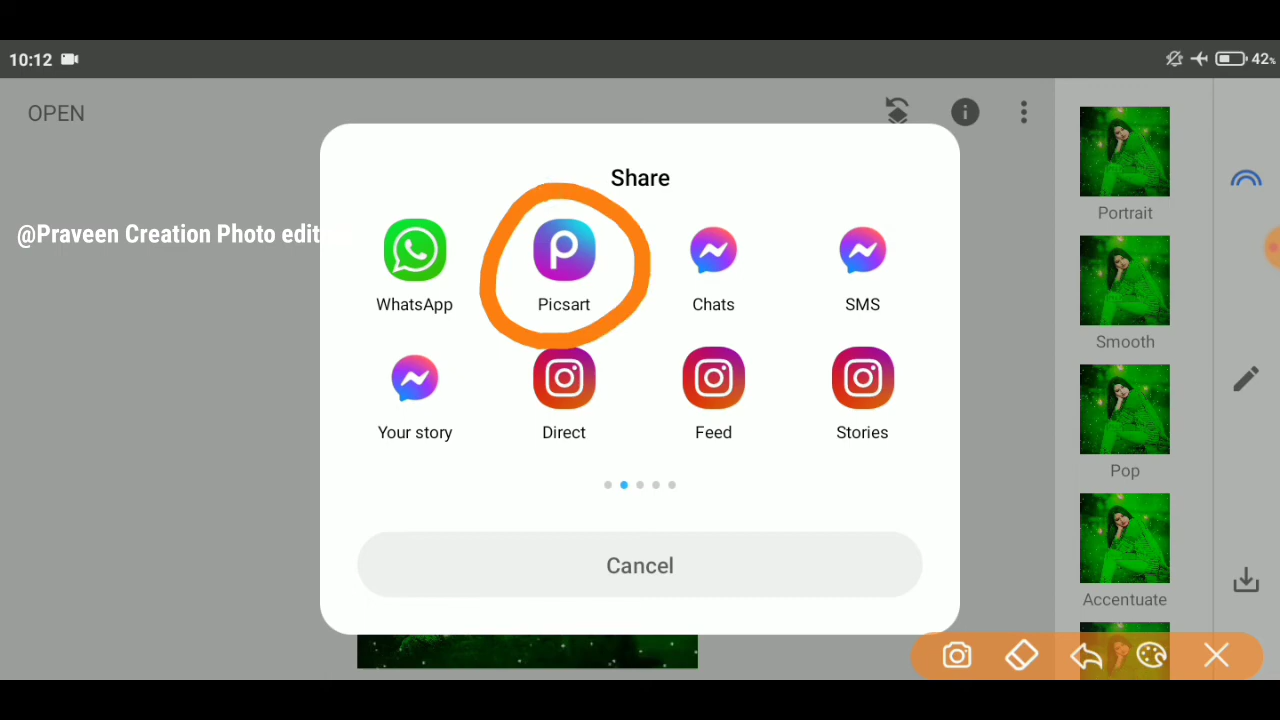 10:12
42%
OPEN
@Praveen Creation Photo edit
Share
WhatsApp
Picsart
Chats
SMS
Your story
Direct
Feed
Stories
Cancel
Portrait
Smooth
Pop
Accentuate